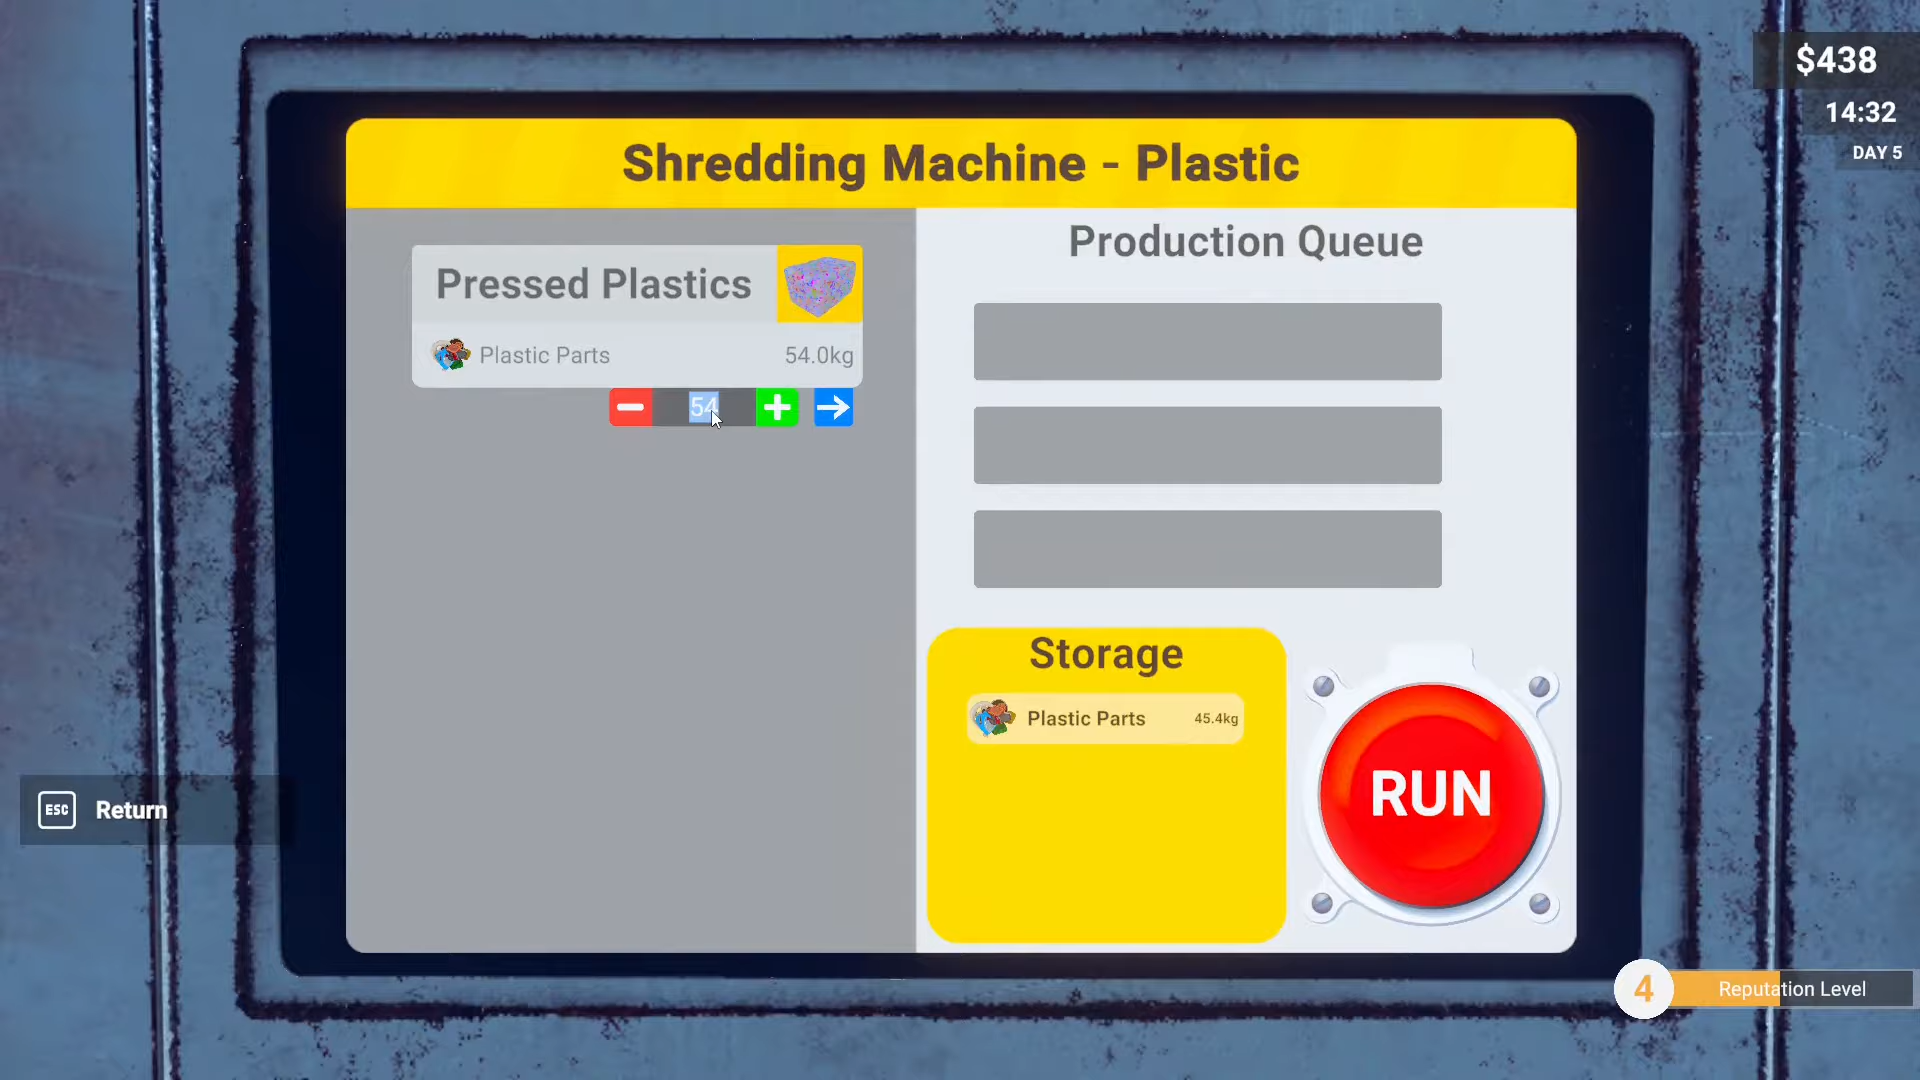 $438
14:32
DAY 5
Shredding Machine - Plastic
Pressed Plastics
Plastic Parts 54.0kg
54
Production Queue
Storage
Plastic Parts 45.4kg
RUN
ESC Return
4 Reputation Level